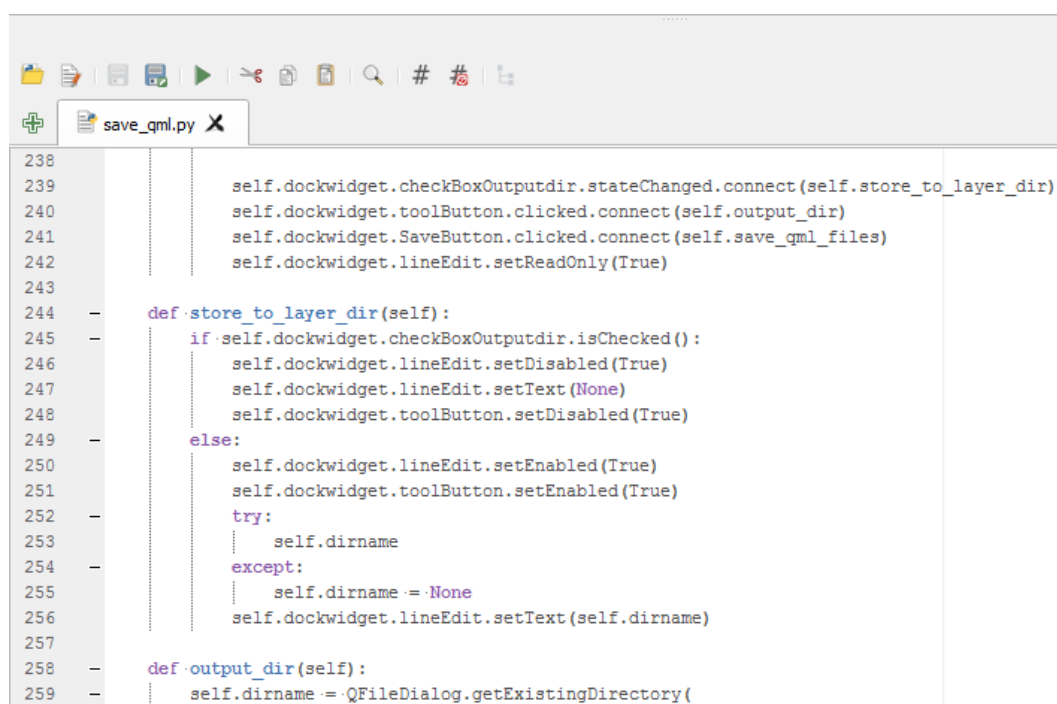 save_qml.py
238
239 self.dockwidget.checkBoxOutputdir.stateChanged.connect(self.store_to_layer_dir)
240 self.dockwidget.toolButton.clicked.connect(self.output_dir)
241 self.dockwidget.SaveButton.clicked.connect(self.save_qml_files)
242 self.dockwidget.lineEdit.setReadOnly(True)
243
244 def store_to_layer_dir(self):
245 if self.dockwidget.checkBoxOutputdir.isChecked():
246 self.dockwidget.lineEdit.setDisabled(True)
247 self.dockwidget.lineEdit.setText(None)
248 self.dockwidget.toolButton.setDisabled(True)
249 else:
250 self.dockwidget.lineEdit.setEnabled(True)
251 self.dockwidget.toolButton.setEnabled(True)
252 try:
253 self.dirname
254 except:
255 self.dirname = None
256 self.dockwidget.lineEdit.setText(self.dirname)
257
258 def output_dir(self):
259 self.dirname = QFileDialog.getExistingDirectory(